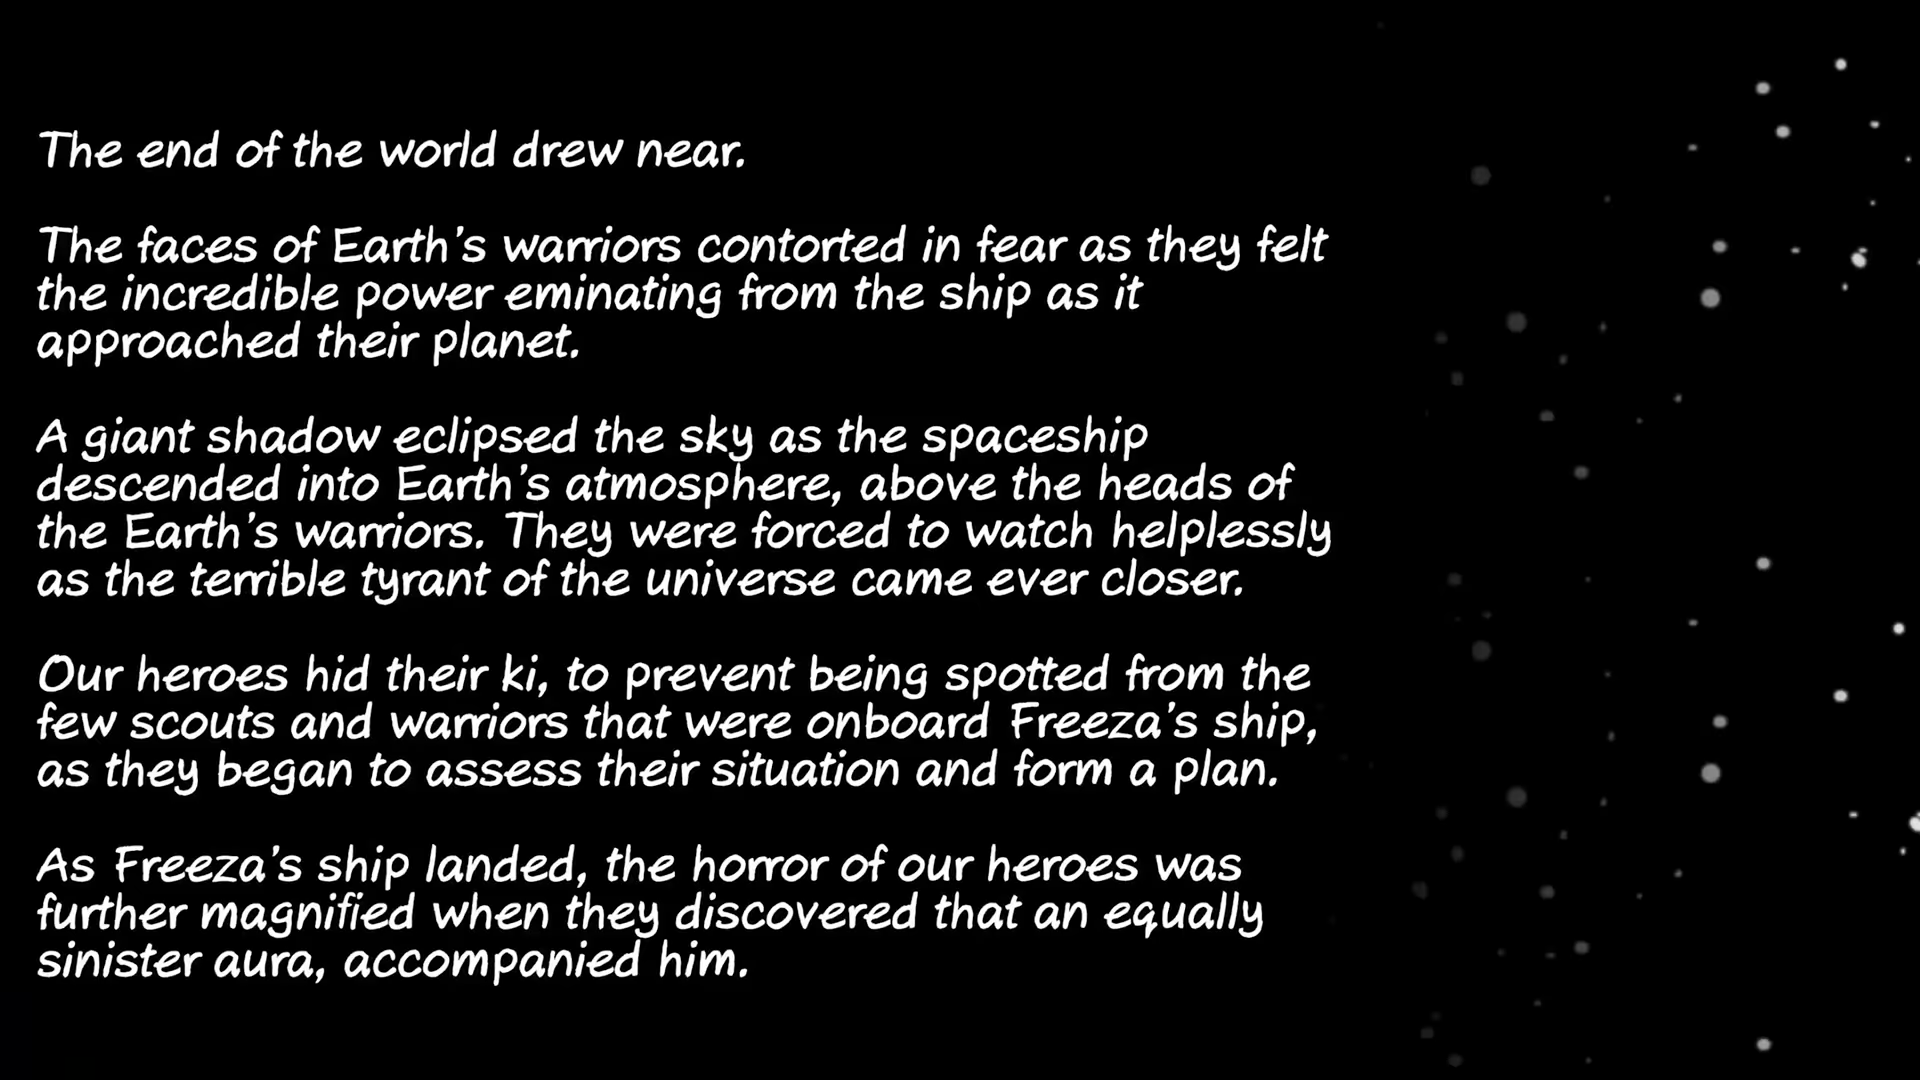 The end of the world drew near.
The faces of Earth's warriors contorted in fear as they felt
the incredible power eminating from the ship as it
approached their planet.
A giant shadow eclipsed the sky as the spaceship
descended into Earth's atmosphere, above the heads of
the Earth's warriors. They were forced to watch helplessly
as the terrible tyrant of the universe came ever closer.
Our heroes hid their ki, to prevent being spotted from the
few scouts and warriors that were onboard Freeza's ship,
as they began to assess their situation and form a plan.
As Freeza's ship landed, the horror of our heroes was
further magnified when they discovered that an equally
sinister aura, accompanied him.